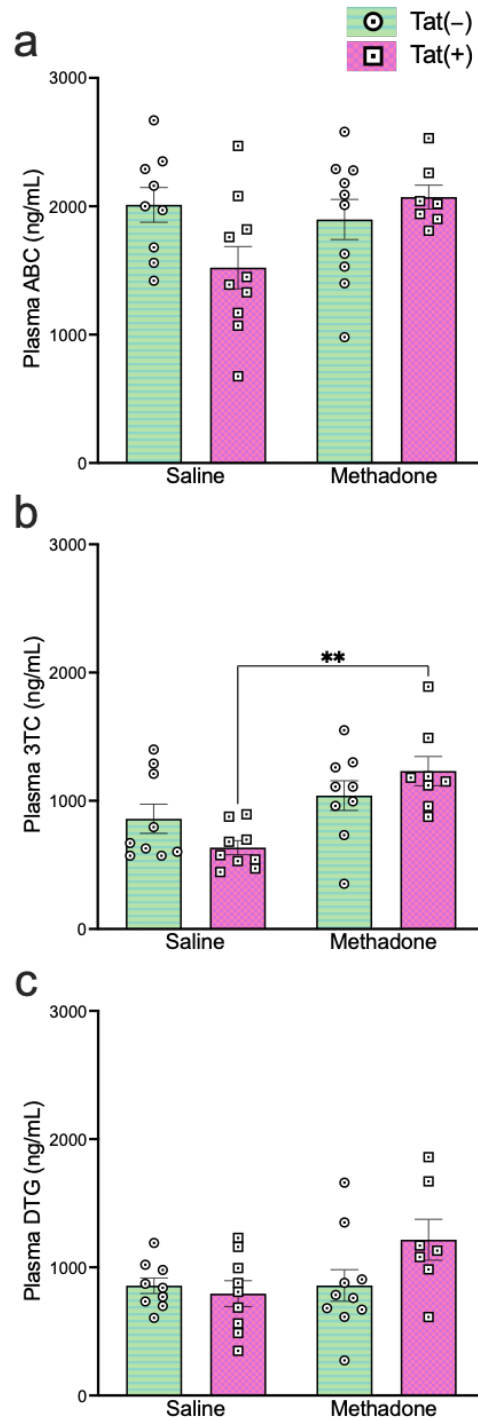 Tat(−)
Tat(+)
a
Plasma ABC (ng/mL)
3000
2000
1000
0
Saline Methadone
b
Plasma 3TC (ng/mL)
3000
2000
1000
0
**
Saline Methadone
c
Plasma DTG (ng/mL)
3000
2000
1000
0
Saline Methadone